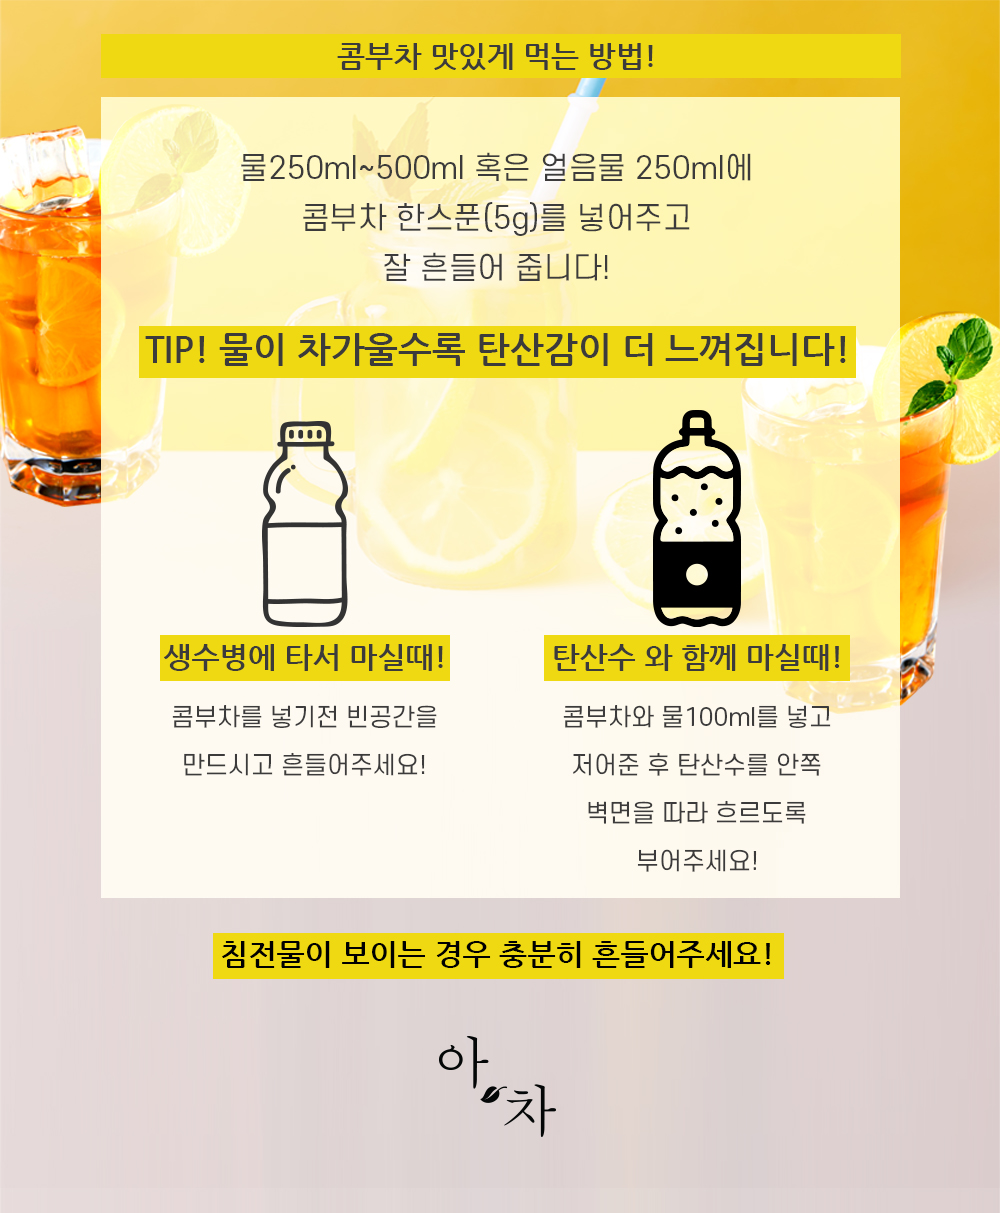 콤부차 맛있게 먹는 방법!
물250ml~500ml 혹은 얼음물 250ml에
콤부차 한스푼(5g)를 넣어주고
잘 흔들어 줍니다!
TIP! 물이 차가울수록 탄산감이 더 느껴집니다!
생수병에 타서 마실때!
콤부차를 넣기전 빈공간을
만드시고 흔들어주세요!
탄산수 와 함께 마실때!
콤부차와 물100ml를 넣고
저어준 후 탄산수를 안쪽
벽면을 따라 흐르도록
부어주세요!
침전물이 보이는 경우 충분히 흔들어주세요!
아
차